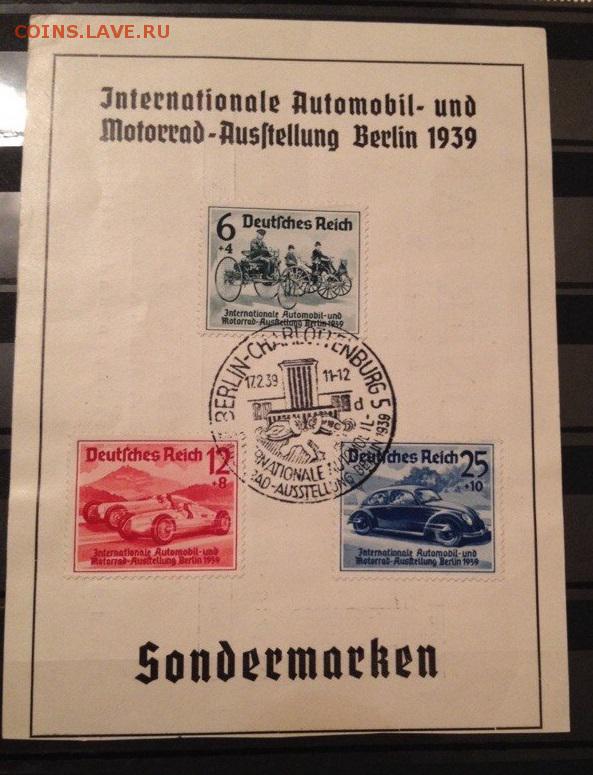 COINS.LAVE.RU
Internationale Automobil- und
Motorrad-Ausſtellung Berlin 1939
6 Deutſches Reich
+4
Internationale Automobil-und
Motorrad-Ausſtellung Berlin 1939
BERLIN-CHARLOTTENBURG 5
17.2.39 11-12
d
INTERNATIONALE AUTOMOBIL-
RAD-AUSSTELLUNG BERLIN 1939
Deutſches Reich 12
+8
Internationale Automobil-und
Motorrad-Ausſtellung Berlin 1939
Deutſches Reich 25
+10
Internationale Automobil-und
Motorrad-Ausſtellung Berlin 1939
Sondermarken